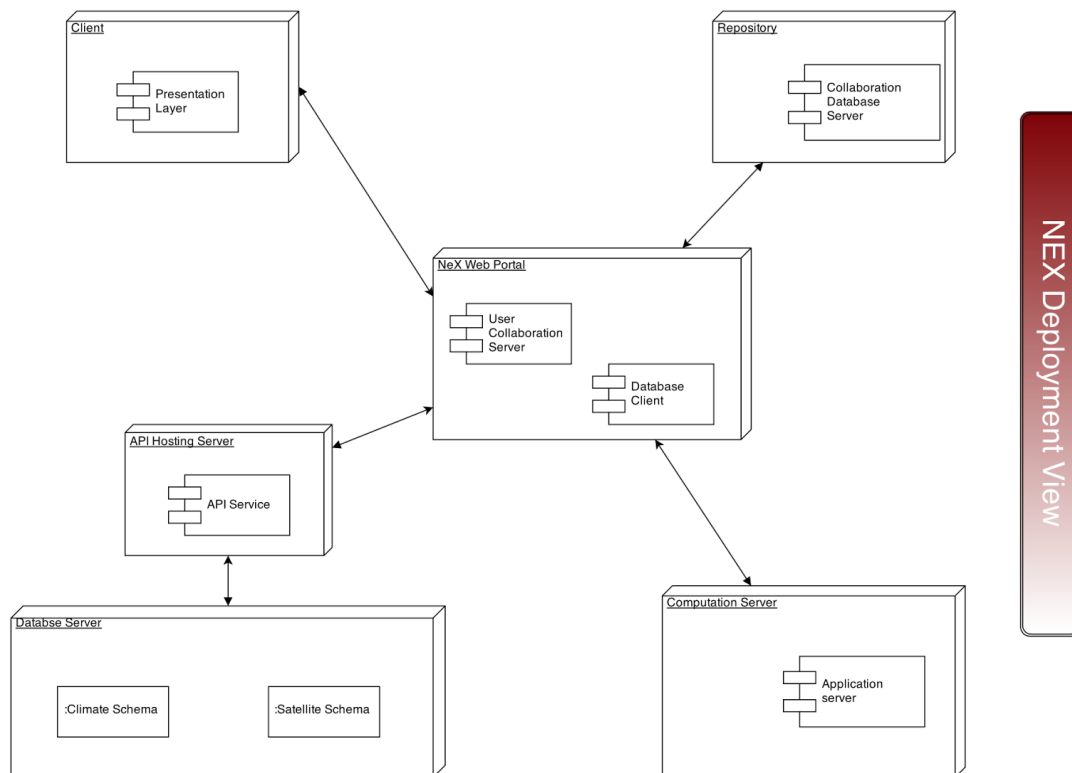 Client
Presentation
Layer
Repository
Collaboration
Database
Server
NeX Web Portal
User
Collaboration
Server
Database
Client
API Hosting Server
API Service
Databse Server
:Climate Schema
:Satellite Schema
Computation Server
Application
server
NEX Deployment View